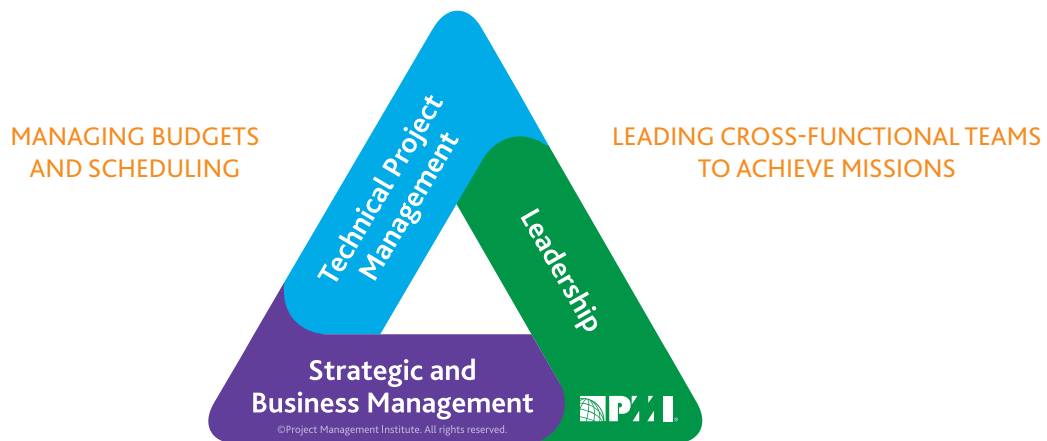 MANAGING BUDGETS
AND SCHEDULING
Technical Project
Management
LEADING CROSS-FUNCTIONAL TEAMS
TO ACHIEVE MISSIONS
Leadership
Strategic and
Business Management
©Project Management Institute. All rights reserved.
PMI